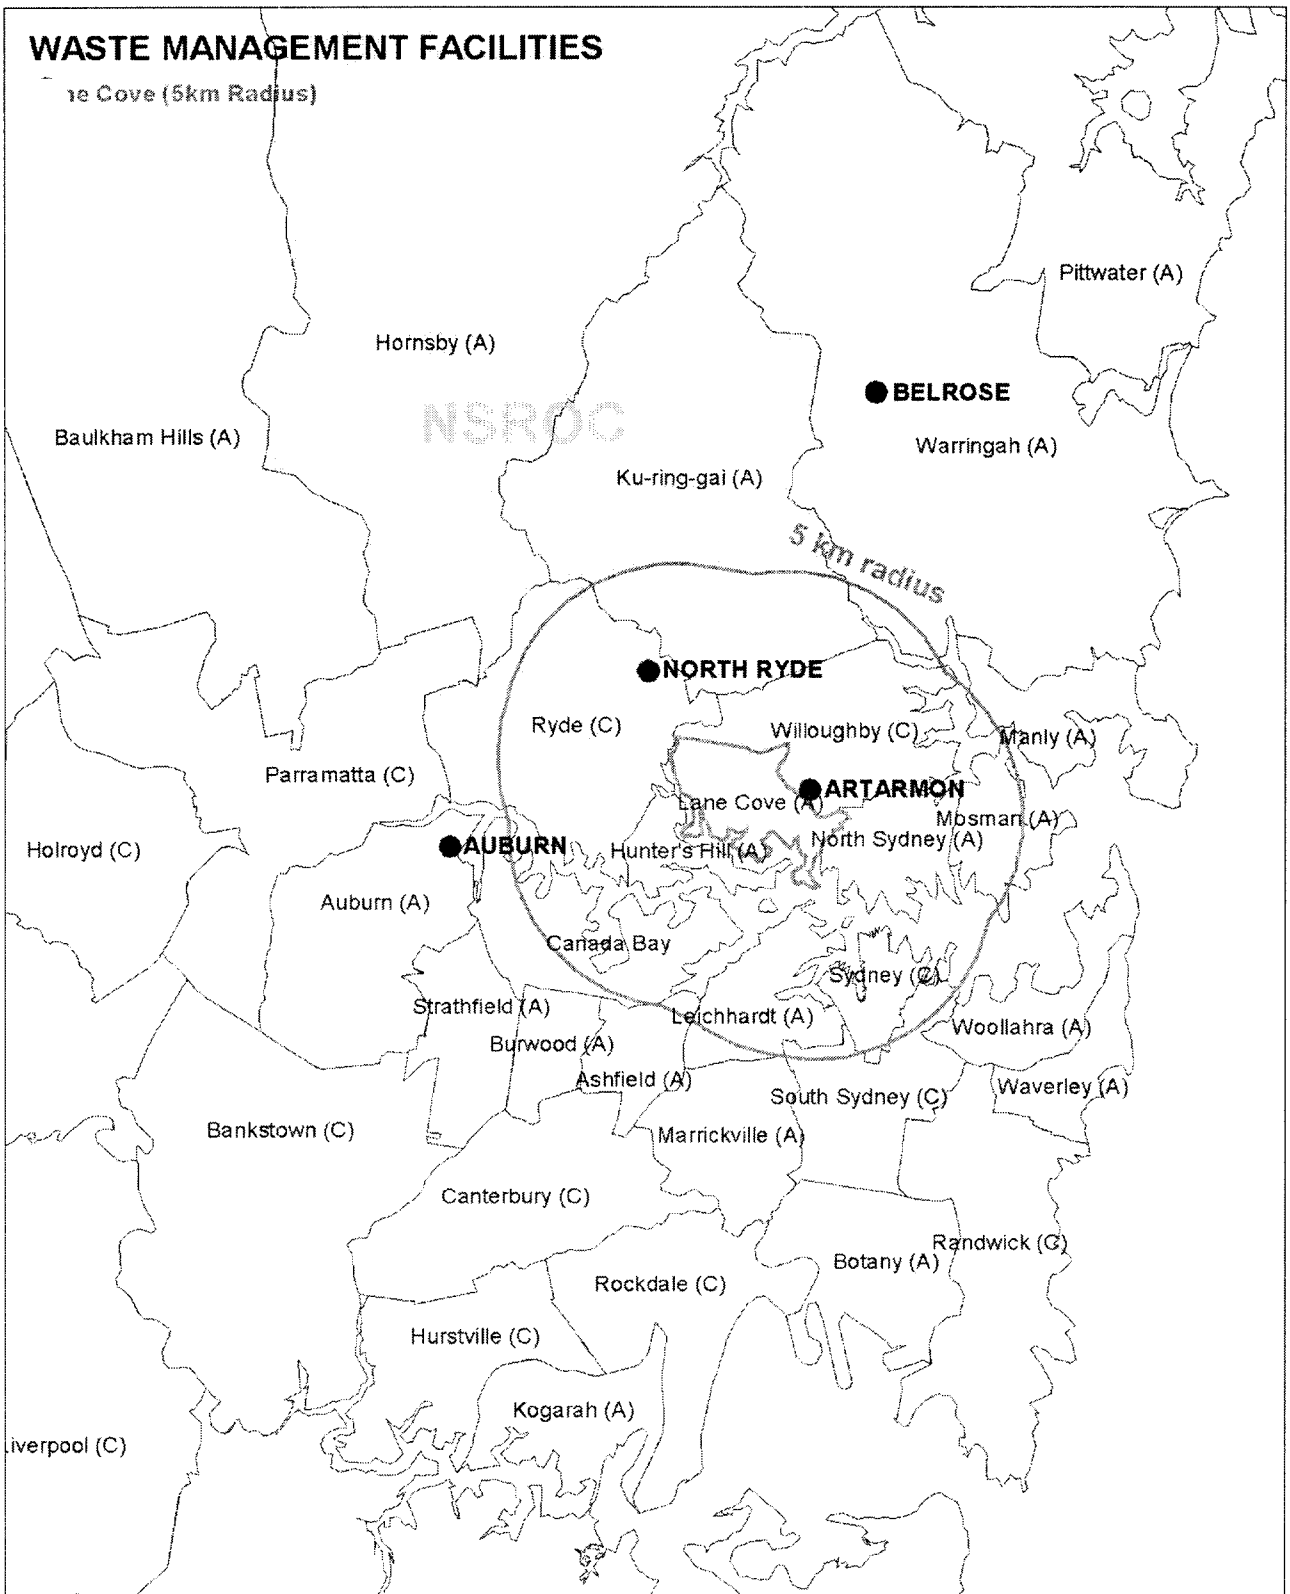 WASTE MANAGEMENT FACILITIES
ne Cove (5km Radius)
Pittwater (A)
Hornsby (A)
BELROSE
NSROC
Baulkham Hills (A)
Warringah (A)
Ku-ring-gai (A)
5 km radius
NORTH RYDE
Ryde (C)
Willoughby (C)
Manly (A)
Parramatta (C)
ARTARMON
Lane Cove (A)
Mosman (A)
North Sydney (A)
AUBURN
Hunter's Hill (A)
Holroyd (C)
Auburn (A)
Canada Bay
Sydney (C)
Strathfield (A)
Leichhardt (A)
Woollahra (A)
Burwood (A)
Ashfield (A)
Waverley (A)
South Sydney (C)
Bankstown (C)
Marrickville (A)
Canterbury (C)
Randwick (C)
Botany (A)
Rockdale (C)
Hurstville (C)
Kogarah (A)
iverpool (C)